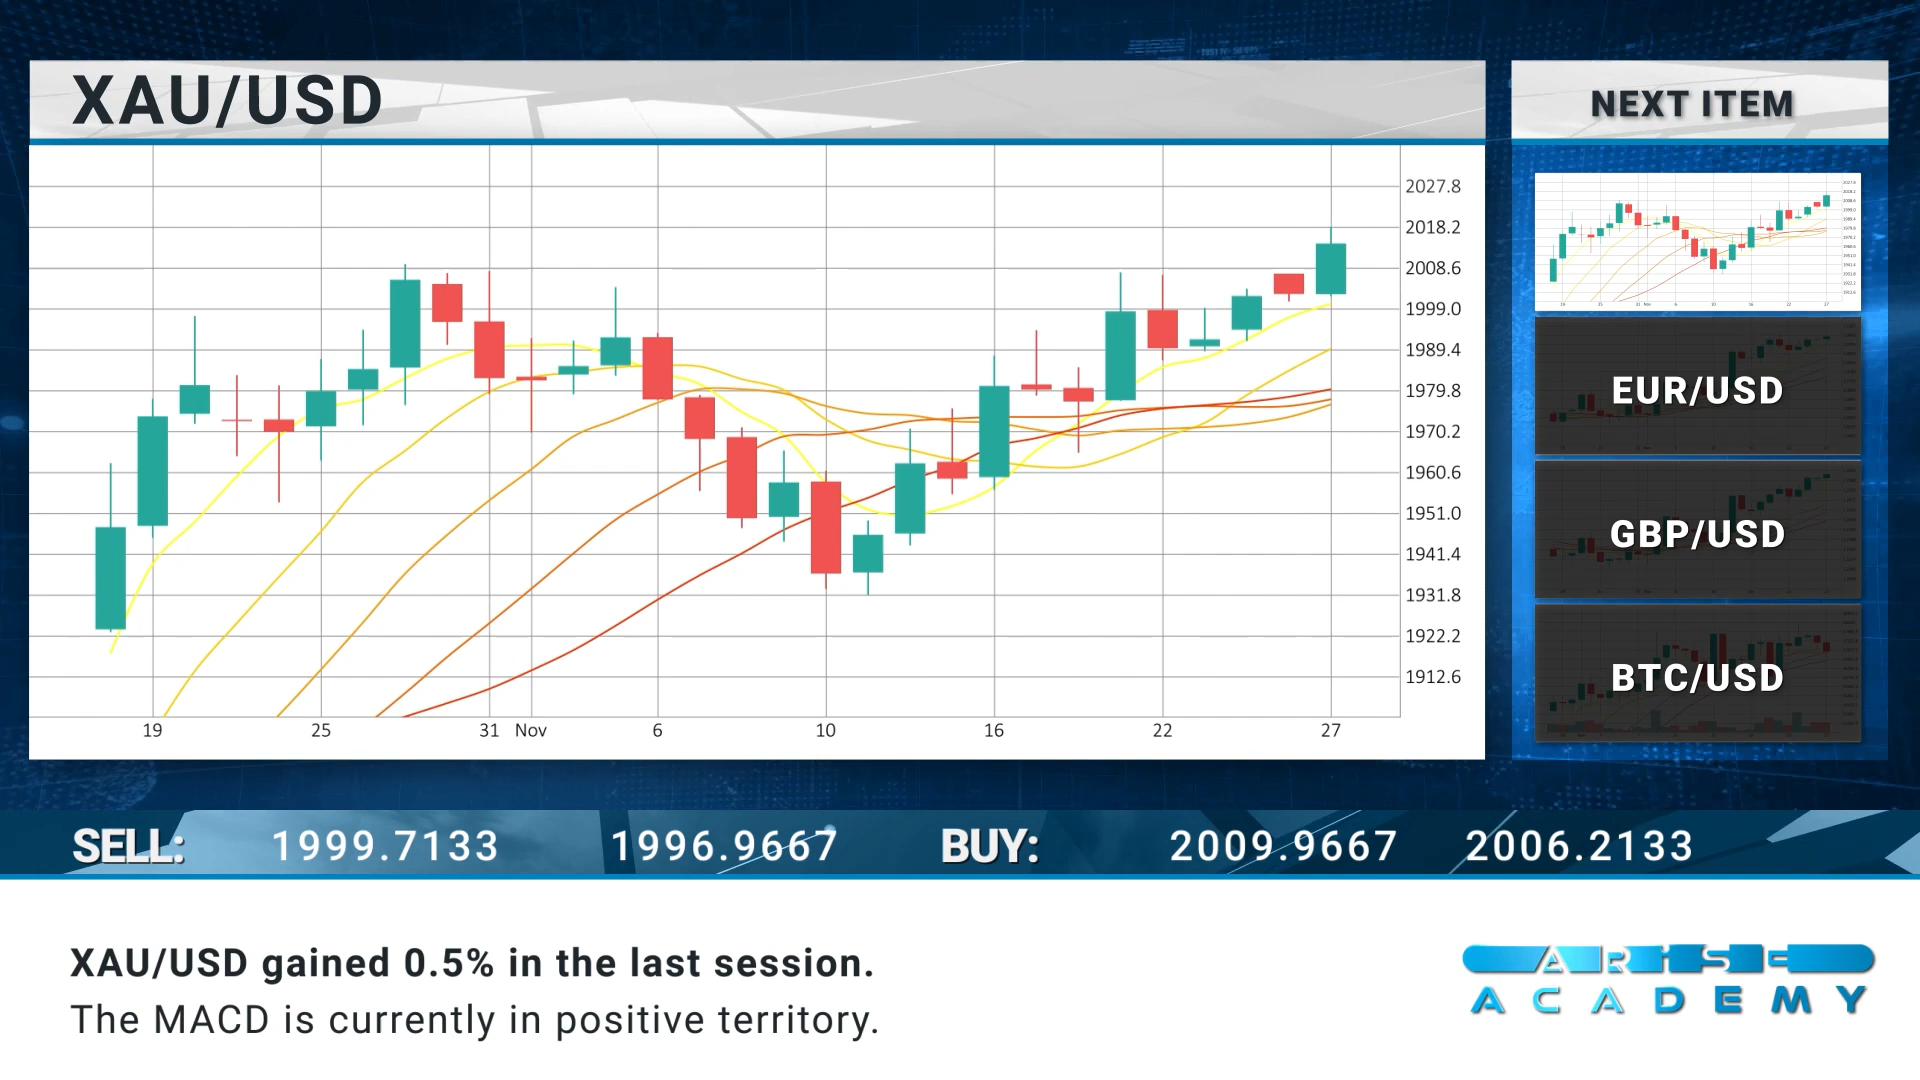 XAU/USD
NEXT ITEM
2027.8
2018.2
2008.6
1999.0
1989.4
1979.8
1970.2
1960.6
1951.0
1941.4
1931.8
1922.2
1912.6
19 25 31 Nov 6 10 16 22 27
EUR/USD
GBP/USD
BTC/USD
SELL: 1999.7133 1996.9667 BUY: 2009.9667 2006.2133
XAU/USD gained 0.5% in the last session.
The MACD is currently in positive territory.
ARISE
ACADEMY